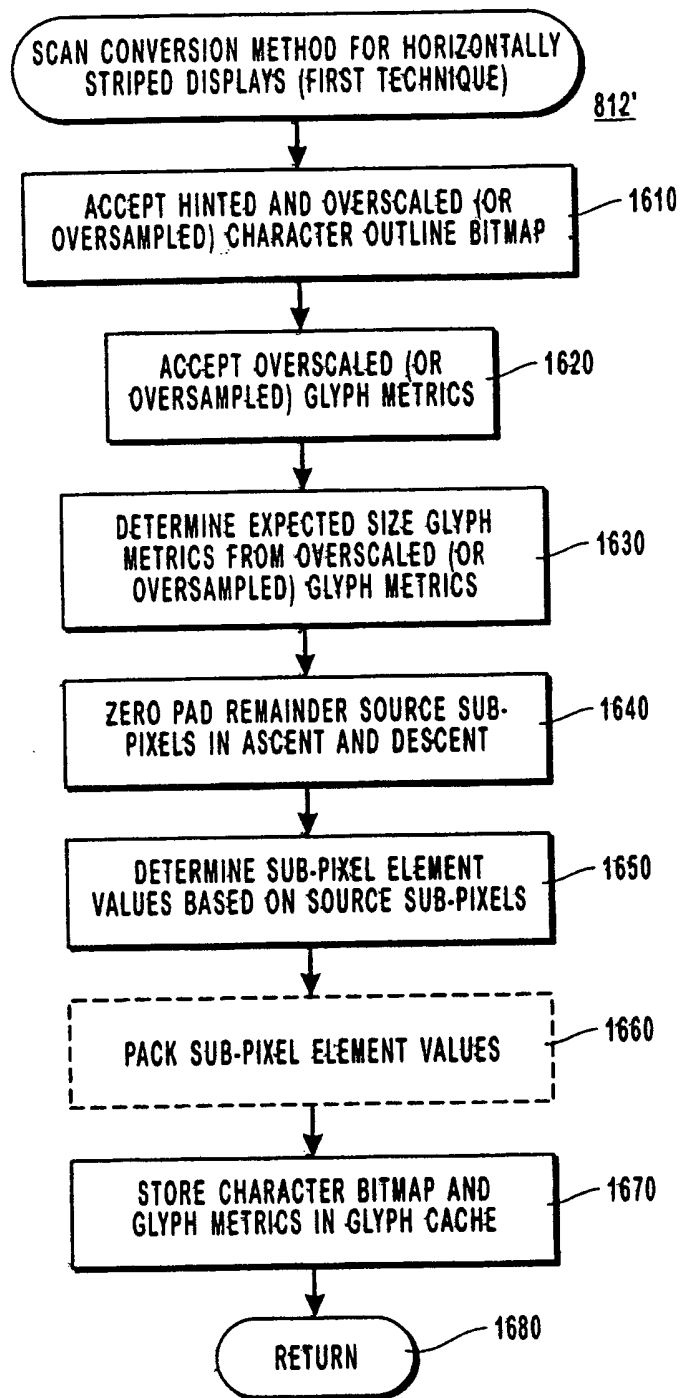 SCAN CONVERSION METHOD FOR HORIZONTALLY
STRIPED DISPLAYS (FIRST TECHNIQUE)
812'
ACCEPT HINTED AND OVERSCALED (OR
OVERSAMPLED) CHARACTER OUTLINE BITMAP
1610
ACCEPT OVERSCALED (OR
OVERSAMPLED) GLYPH METRICS
1620
DETERMINE EXPECTED SIZE GLYPH
METRICS FROM OVERSCALED (OR
OVERSAMPLED) GLYPH METRICS
1630
ZERO PAD REMAINDER SOURCE SUB-
PIXELS IN ASCENT AND DESCENT
1640
DETERMINE SUB-PIXEL ELEMENT
VALUES BASED ON SOURCE SUB-PIXELS
1650
PACK SUB-PIXEL ELEMENT VALUES
1660
STORE CHARACTER BITMAP AND
GLYPH METRICS IN GLYPH CACHE
1670
RETURN
1680